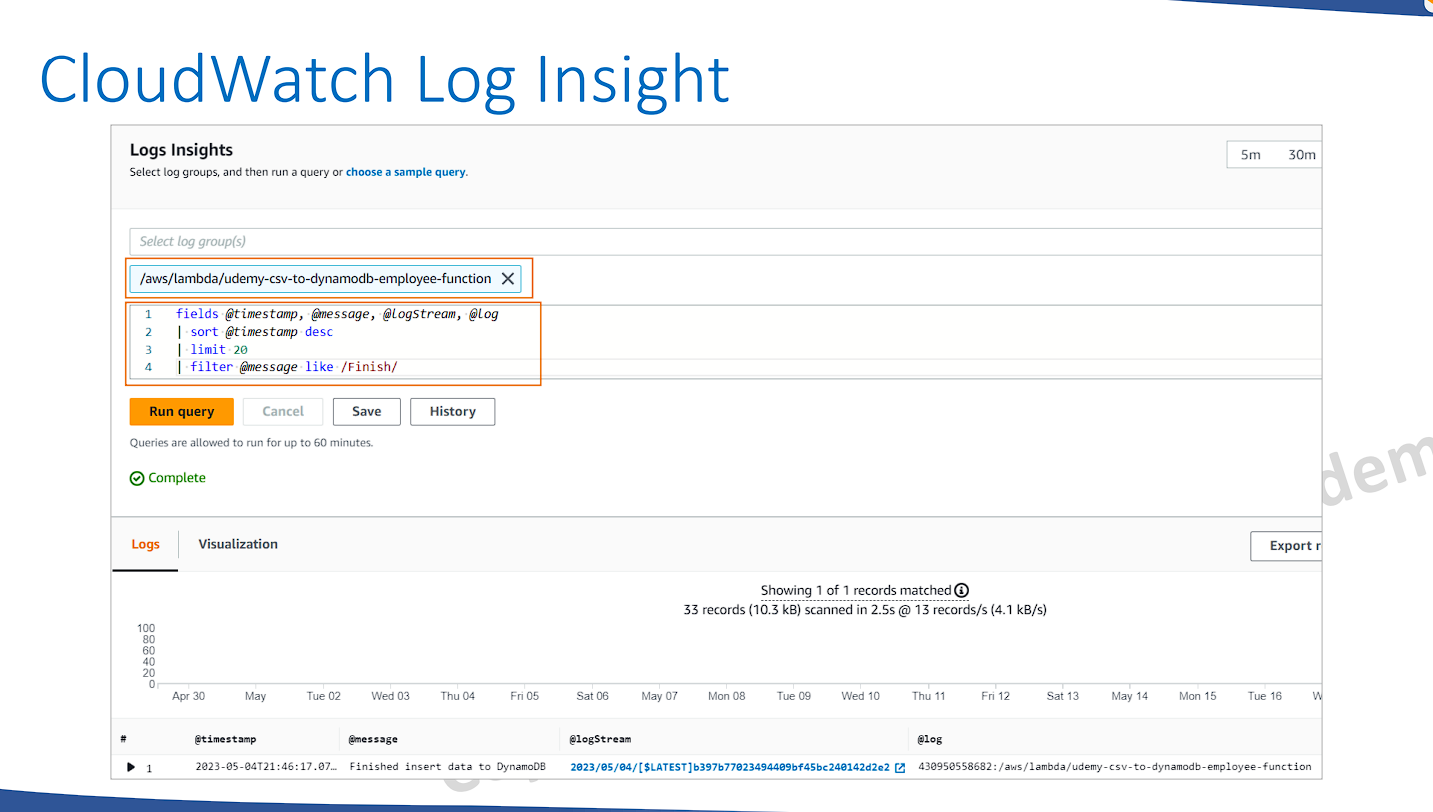 CloudWatch Log Insight
Logs Insights
5m 30m
Select log groups, and then run a query or choose a sample query.
Select log group(s)
/aws/lambda/udemy-csv-to-dynamodb-employee-function
1 fields @timestamp, @message, @logStream, @log
2 | sort @timestamp desc
3 | limit 20
4 | filter @message like /Finish/
Run query Cancel Save History
Queries are allowed to run for up to 60 minutes.
Complete
Logs Visualization Export r
Showing 1 of 1 records matched
33 records (10.3 kB) scanned in 2.5s @ 13 records/s (4.1 kB/s)
100
80
60
40
20
0
Apr 30 May Tue 02 Wed 03 Thu 04 Fri 05 Sat 06 May 07 Mon 08 Tue 09 Wed 10 Thu 11 Fri 12 Sat 13 May 14 Mon 15 Tue 16 W
# @timestamp @message @logStream @log
1 2023-05-04T21:46:17.07… Finished insert data to DynamoDB 2023/05/04/[$LATEST]b397b77023494409bf45bc240142d2e2 430950558682:/aws/lambda/udemy-csv-to-dynamodb-employee-function